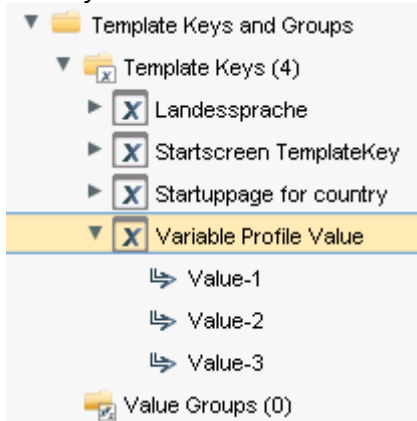 Template Keys and Groups
Template Keys (4)
Landessprache
Startscreen TemplateKey
Startuppage for country
Variable Profile Value
Value-1
Value-2
Value-3
Value Groups (0)